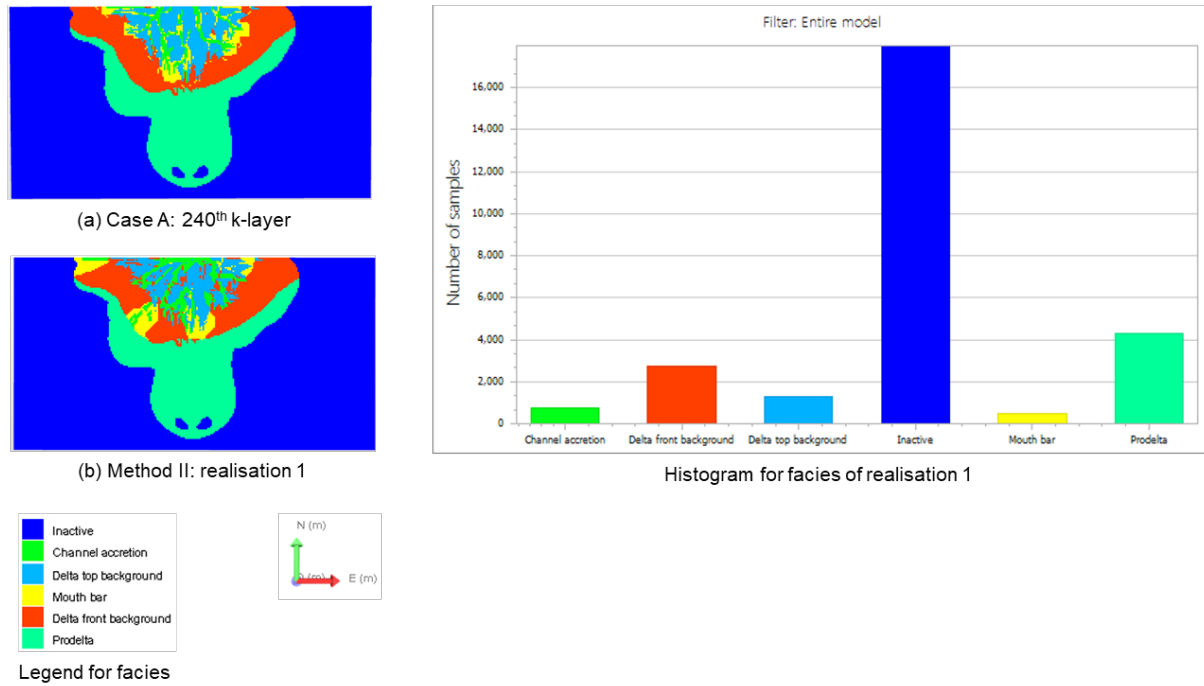 (a) Case A: 240th k-layer
(b) Method II: realisation 1
Filter: Entire model
Number of samples
16,000
14,000
12,000
10,000
8,000
6,000
4,000
2,000
0
Channel accretion
Delta front background
Delta top background
Inactive
Mouth bar
Prodelta
Histogram for facies of realisation 1
Inactive
Channel accretion
Delta top background
Mouth bar
Delta front background
Prodelta
Legend for facies
N (m)
E (m)